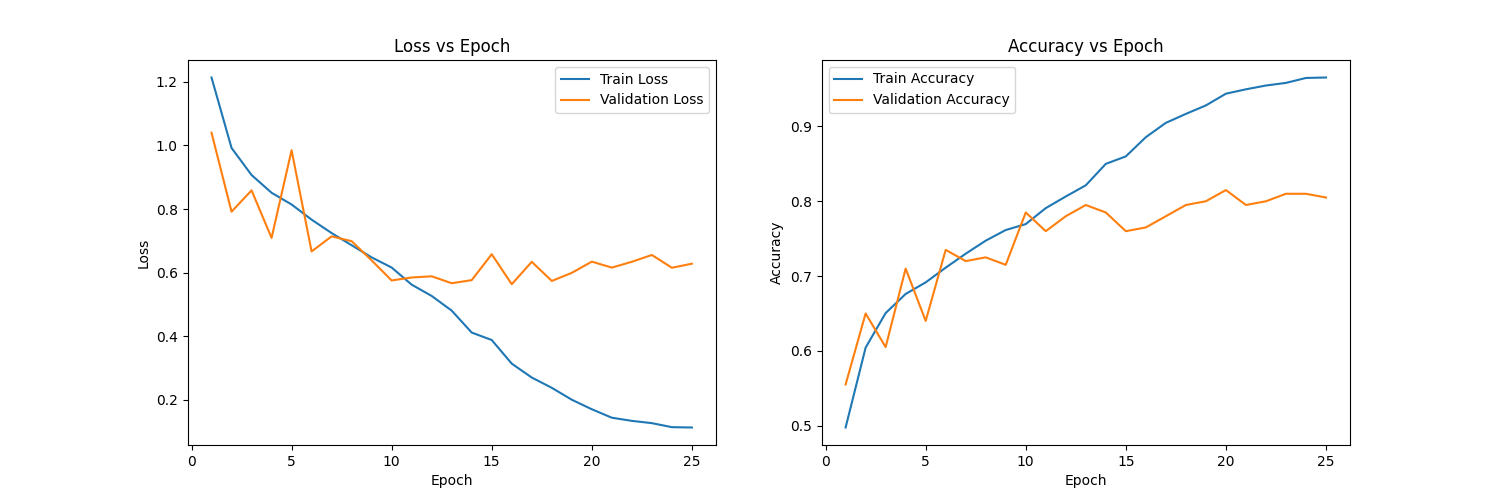 Loss vs Epoch
Train Loss
Validation Loss
1.2
1.0
0.8
0.6
0.4
0.2
Loss
0 5 10 15 20 25
Epoch
Accuracy vs Epoch
Train Accuracy
Validation Accuracy
0.9
0.8
0.7
0.6
0.5
Accuracy
0 5 10 15 20 25
Epoch